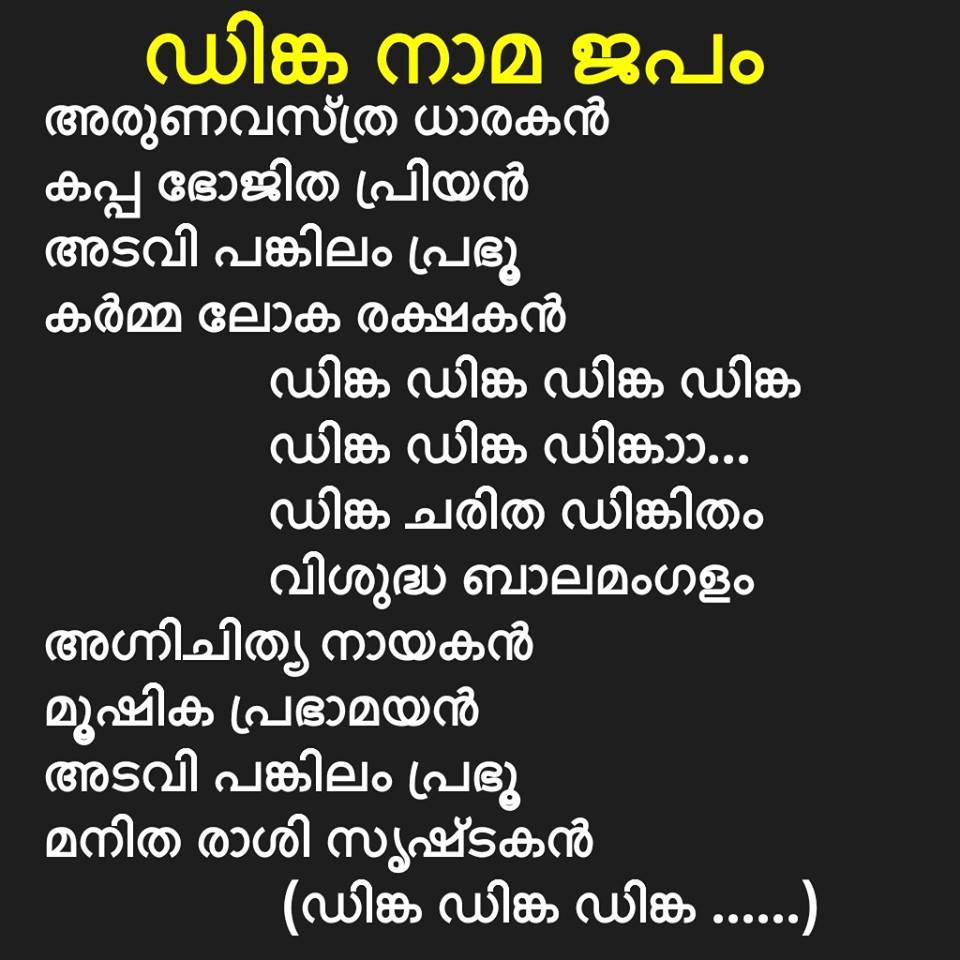 ഡിങ്ക നാമ ജപം
അരുണവസ്ത്ര ധാരകൻ
കപ്പ ഭോജിത പ്രിയൻ
അടവി പങ്കിലം പ്രഭൂ
കർമ്മ ലോക രക്ഷകൻ
ഡിങ്ക ഡിങ്ക ഡിങ്ക ഡിങ്ക
ഡിങ്ക ഡിങ്ക ഡിങ്കാാ...
ഡിങ്ക ചരിത ഡിങ്കിതം
വിശുദ്ധ ബാലമംഗളം
അഗ്നിചിത്യ നായകൻ
മൂഷിക പ്രഭാമയൻ
അടവി പങ്കിലം പ്രഭൂ
മനിത രാശി സൃഷ്ടകൻ
(ഡിങ്ക ഡിങ്ക ഡിങ്ക ......)